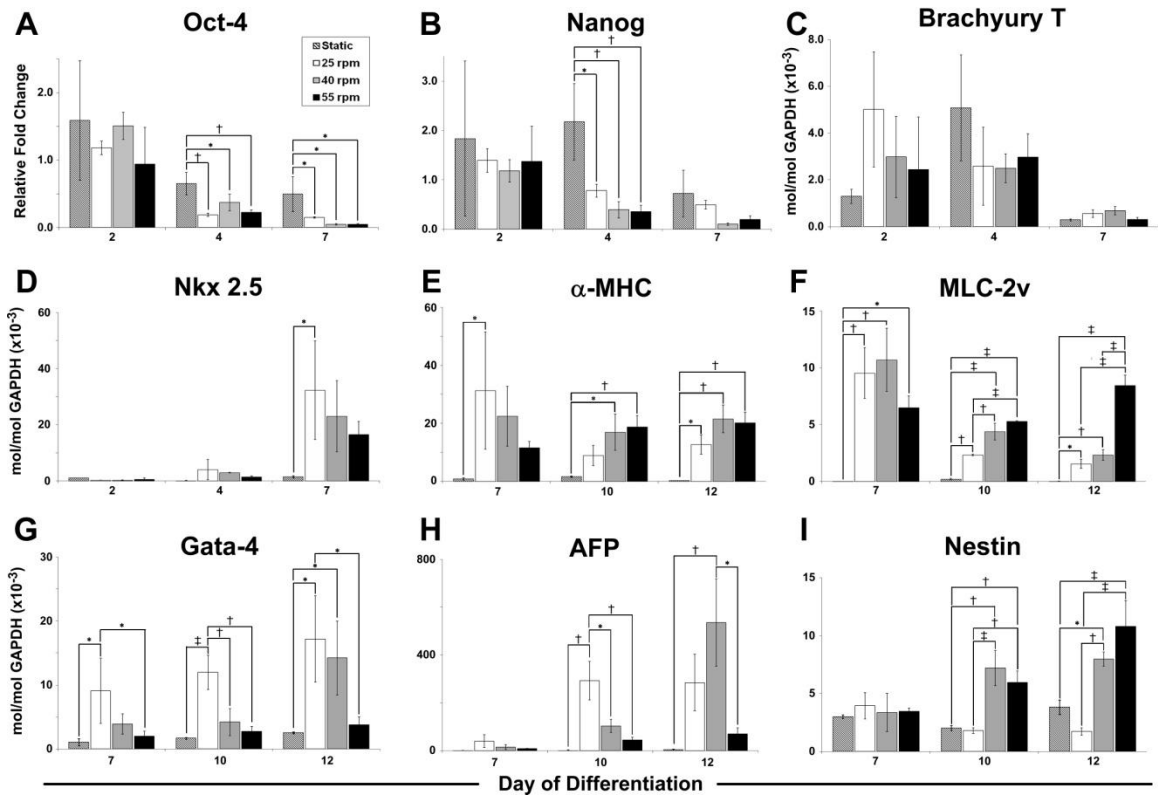 A Oct-4
Static
25 rpm
40 rpm
55 rpm
Relative Fold Change
2.0
1.0
0.0
† * †
* * *
2 4 7
B Nanog
3.0
2.0
1.0
0.0
* † †
2 4 7
C Brachyury T
mol/mol GAPDH (x10-3)
8.0
6.0
4.0
2.0
0.0
2 4 7
D Nkx 2.5
mol/mol GAPDH (x10-3)
60
40
20
0
*
2 4 7
E α-MHC
60
40
20
0
*
* †
* † †
7 10 12
F MLC-2v
15
10
5
0
† † *
† ‡ ‡ † ‡
* † ‡ ‡ ‡
7 10 12
G Gata-4
mol/mol GAPDH (x10-3)
30
20
10
0
* *
‡ † †
* * *
7 10 12
H AFP
800
400
0
† * †
† *
7 10 12
I Nestin
15
10
5
0
† † ‡ †
‡ * † ‡
7 10 12
Day of Differentiation